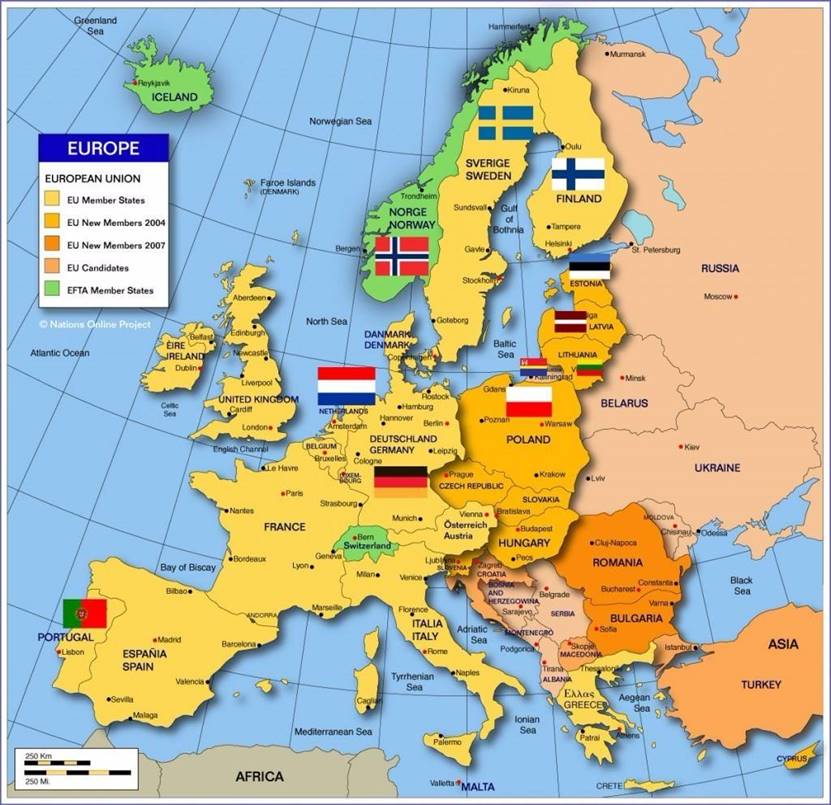 Greenland
Sea
Hammerfest
Murmansk
Reykjavik
ICELAND
Kiruna
Norwegian Sea
EUROPE
EUROPEAN UNION
EU Member States
EU New Members 2004
EU New Members 2007
EU Candidates
EFTA Member States
© Nations Online Project
Faroe Islands
(DENMARK)
Oulu
SVERIGE
SWEDEN
FINLAND
Trondheim
NORGE
NORWAY
Sundsvall
Gulf
of
Bothnia
Tampere
Helsinki
St. Petersburg
Bergen
Gavle
Stockholm
ESTONIA
RUSSIA
Moscow
Aberdeen
North Sea
Goteborg
LATVIA
Atlantic Ocean
Edinburgh
DANMARK
DENMARK
Copenhagen
Baltic
Sea
LITHUANIA
ÉIRE
IRELAND
Belfast
Newcastle
Dublin
Kaliningrad
Minsk
BELARUS
Liverpool
UNITED KINGDOM
Cardiff
London
Celtic
Sea
English Channel
NETHERLANDS
Amsterdam
Rostock
Hamburg
Hannover
Berlin
Gdans
Poznan
Warsaw
POLAND
DEUTSCHLAND
GERMANY
Leipzig
BELGIUM
Bruxelles
Cologne
LUXEM-
BOURG
Le Havre
Paris
Krakow
Lviv
Kiev
UKRAINE
Prague
CZECH REPUBLIC
SLOVAKIA
Strasbourg
Nantes
FRANCE
Munich
Vienna
Bratislava
Österreich
Austria
Budapest
HUNGARY
Pecs
MOLDOVA
Chisinau
Odessa
Bern
Switzerland
Geneva
Bay of Biscay
Bordeaux
Lyon
Milan
Venice
Ljubljana
SLOVENIA
Zagreb
CROATIA
Cluj-Napoca
ROMANIA
Bucharest
Constanta
Black
Sea
Bilbao
BOSNIA
AND
HERZEGOWINA
Sarajevo
Belgrade
SERBIA
Varna
BULGARIA
Sofia
ANDORRA
Marseille
Florence
ITALIA
ITALY
Rome
Adriatic
Sea
MONTENEGRO
Podgorica
Skopje
MACEDONIA
Istanbul
ASIA
PORTUGAL
Lisbon
Madrid
ESPAÑIA
SPAIN
Barcelona
Valencia
Tirana
ALBANIA
Thessaloniki
TURKEY
Sevilla
Malaga
Cagliari
Tyrrhenian
Sea
Naples
Ελλας
GREECE
Aegean
Sea
Mediterranean Sea
Palermo
Ionian
Sea
Patrai
Athens
250 Km
250 Mi.
AFRICA
Valletta
MALTA
CRETE
CYPRUS